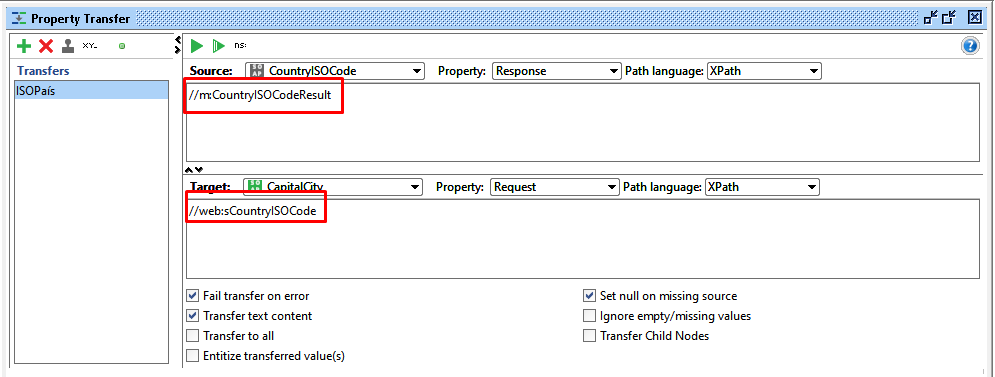 Property Transfer
XY_
ns:
Transfers
ISOPaís
Source: CountryISOCode Property: Response Path language: XPath
//m:CountryISOCodeResult
Target: CapitalCity Property: Request Path language: XPath
//web:sCountryISOCode
Fail transfer on error
Set null on missing source
Transfer text content
Ignore empty/missing values
Transfer to all
Transfer Child Nodes
Entitize transferred value(s)